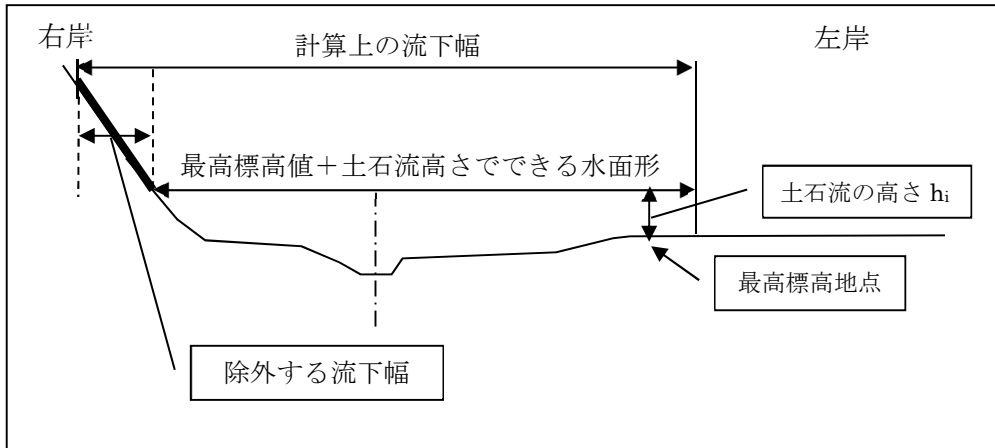 右岸
計算上の流下幅
左岸
最高標高値＋土石流高さでできる水面形
土石流の高さ hi
最高標高地点
除外する流下幅